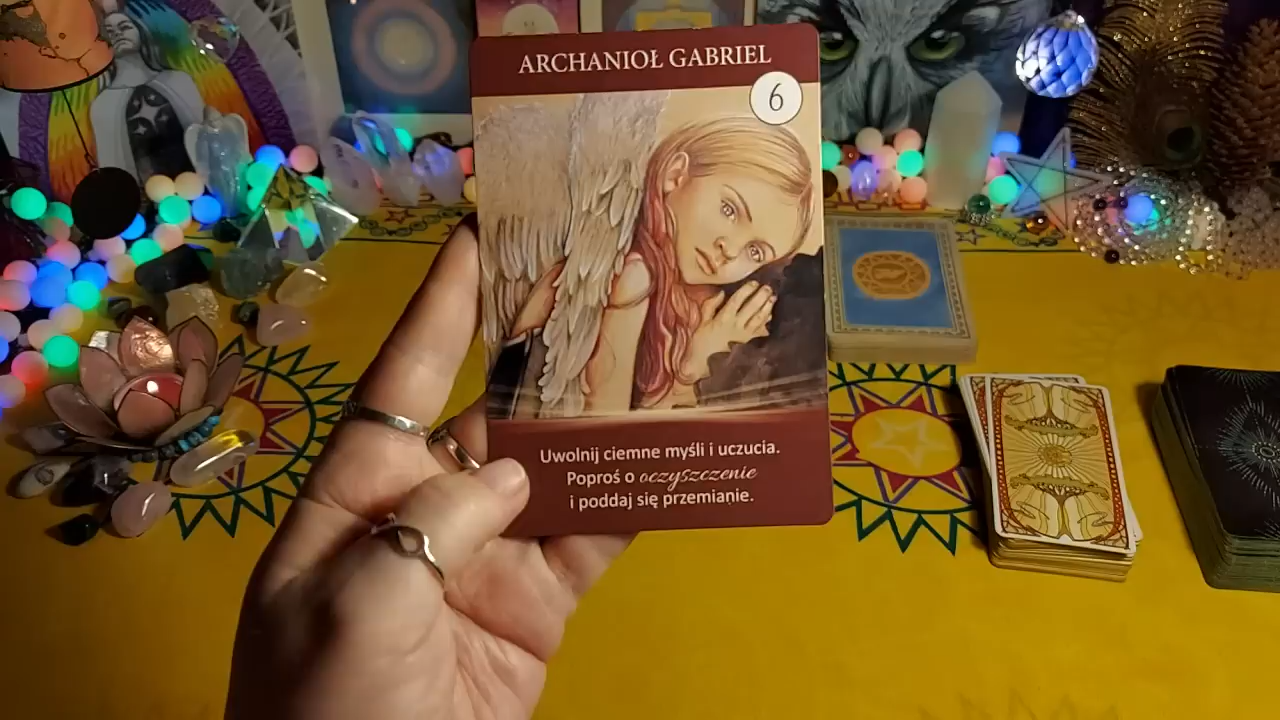 ARCHANIOŁ GABRIEL
6
Uwolnij ciemne myśli i uczucia.
Poproś o oczyszczenie
i poddaj się przemianie.